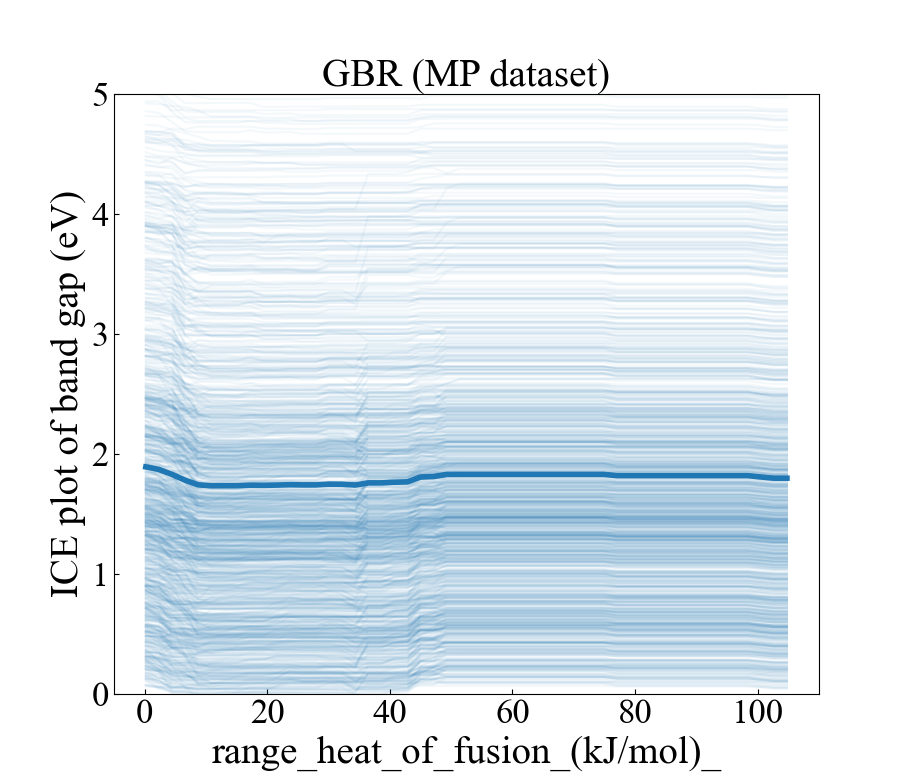 GBR (MP dataset)
ICE plot of band gap (eV)
5
4
3
2
1
0
0 20 40 60 80 100
range_heat_of_fusion_(kJ/mol)_